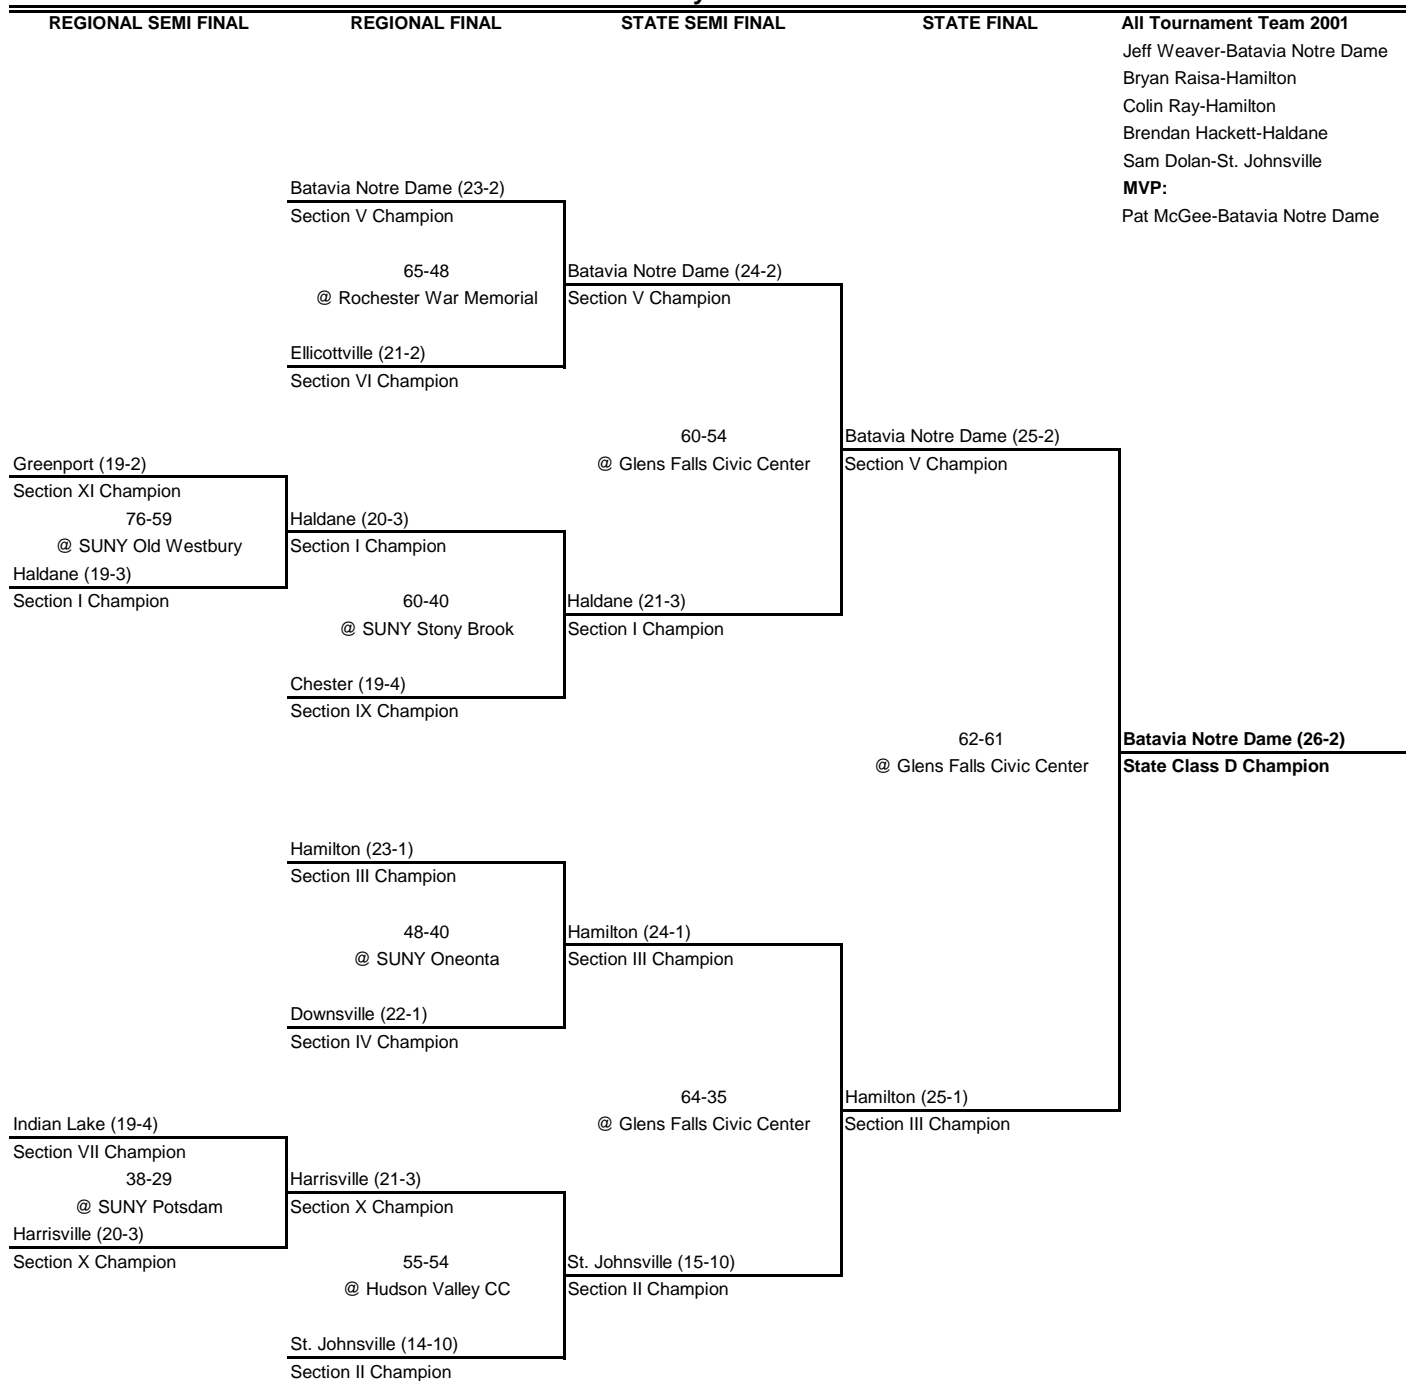 REGIONAL SEMI FINAL REGIONAL FINAL STATE SEMI FINAL STATE FINAL All Tournament Team 2001
Jeff Weaver-Batavia Notre Dame
Bryan Raisa-Hamilton
Colin Ray-Hamilton
Brendan Hackett-Haldane
Sam Dolan-St. Johnsville
Batavia Notre Dame (23-2) MVP:
Section V Champion Pat McGee-Batavia Notre Dame
65-48 Batavia Notre Dame (24-2)
@ Rochester War Memorial Section V Champion
Ellicottville (21-2)
Section VI Champion
60-54 Batavia Notre Dame (25-2)
Greenport (19-2) @ Glens Falls Civic Center Section V Champion
Section XI Champion
76-59 Haldane (20-3)
@ SUNY Old Westbury Section I Champion
Haldane (19-3)
Section I Champion 60-40 Haldane (21-3)
@ SUNY Stony Brook Section I Champion
Chester (19-4)
Section IX Champion
62-61 Batavia Notre Dame (26-2)
@ Glens Falls Civic Center State Class D Champion
Hamilton (23-1)
Section III Champion
48-40 Hamilton (24-1)
@ SUNY Oneonta Section III Champion
Downsville (22-1)
Section IV Champion
64-35 Hamilton (25-1)
Indian Lake (19-4) @ Glens Falls Civic Center Section III Champion
Section VII Champion
38-29 Harrisville (21-3)
@ SUNY Potsdam Section X Champion
Harrisville (20-3)
Section X Champion 55-54 St. Johnsville (15-10)
@ Hudson Valley CC Section II Champion
St. Johnsville (14-10)
Section II Champion